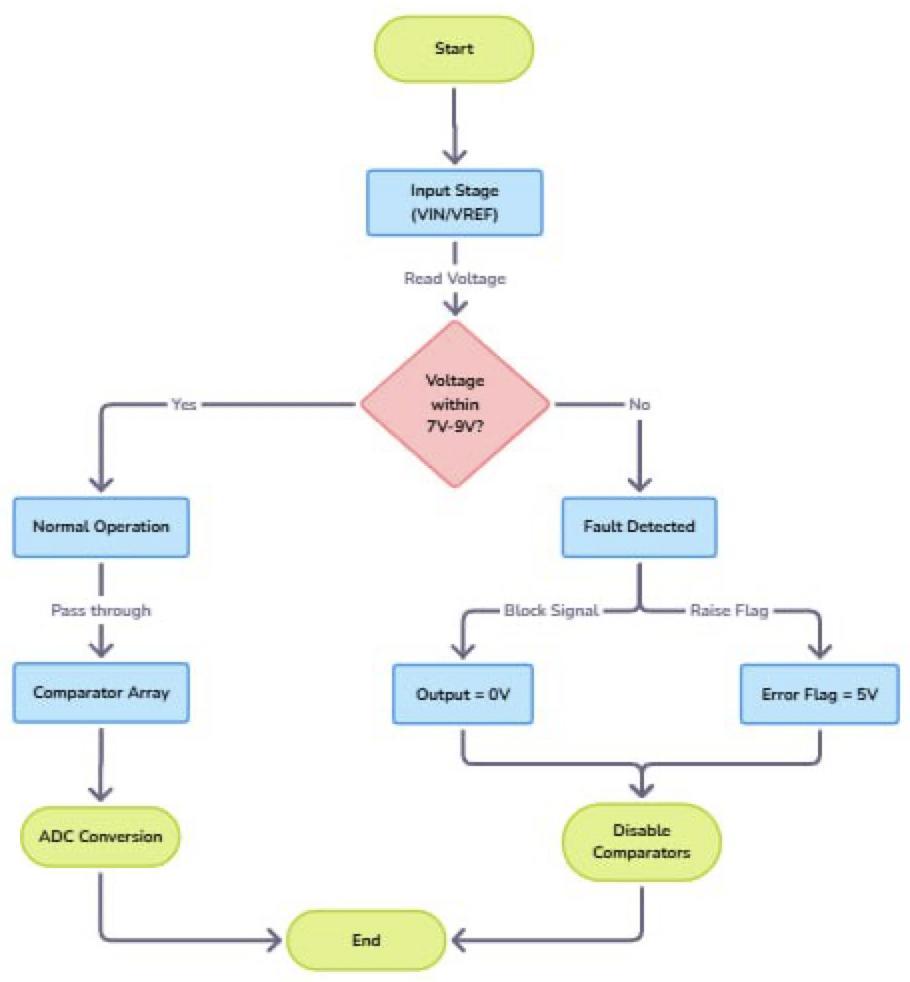 Start
Input Stage
(VIN/VREF)
Read Voltage
Voltage
within
7V-9V?
Yes
No
Normal Operation
Fault Detected
Pass through
Block Signal
Raise Flag
Comparator Array
Output = 0V
Error Flag = 5V
ADC Conversion
Disable
Comparators
End